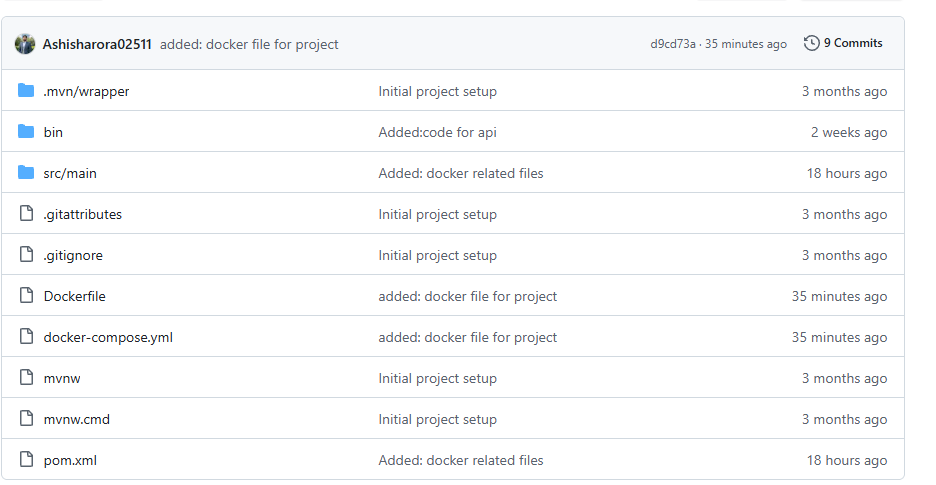 Ashisharora02511 added: docker file for project d9cd73a · 35 minutes ago 9 Commits
.mvn/wrapper Initial project setup 3 months ago
bin Added:code for api 2 weeks ago
src/main Added: docker related files 18 hours ago
.gitattributes Initial project setup 3 months ago
.gitignore Initial project setup 3 months ago
Dockerfile added: docker file for project 35 minutes ago
docker-compose.yml added: docker file for project 35 minutes ago
mvnw Initial project setup 3 months ago
mvnw.cmd Initial project setup 3 months ago
pom.xml Added: docker related files 18 hours ago